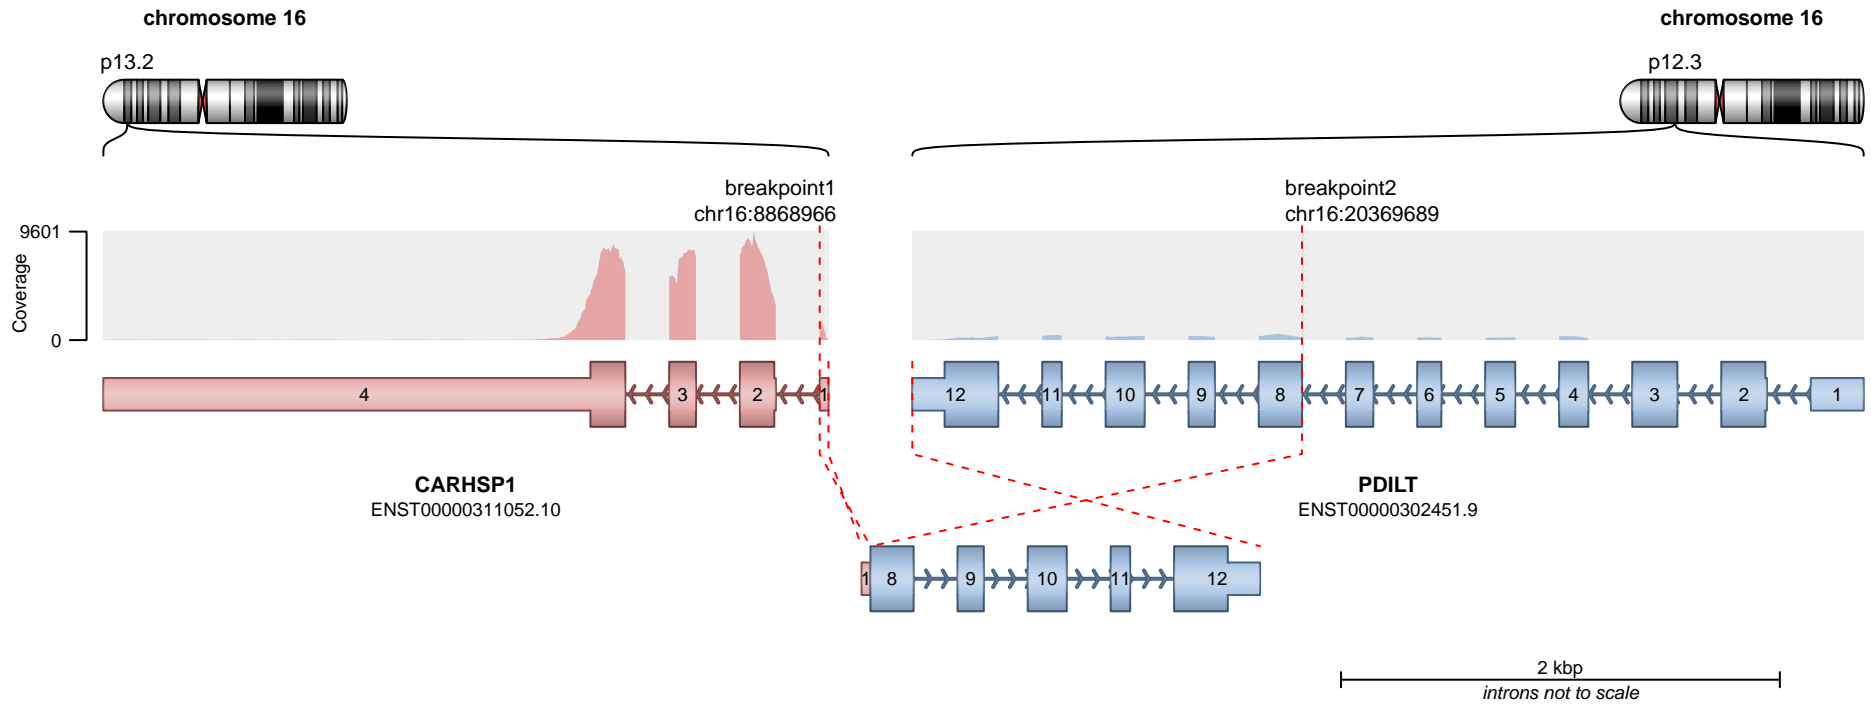 chromosome 16
chromosome 16
p13.2
p12.3
breakpoint1
chr16:8868966
breakpoint2
chr16:20369689
9601
Coverage
0
4
3
2
1
12
11
10
9
8
7
6
5
4
3
2
1
CARHSP1
ENST00000311052.10
PDILT
ENST00000302451.9
1
8
9
10
11
12
2 kbp
introns not to scale